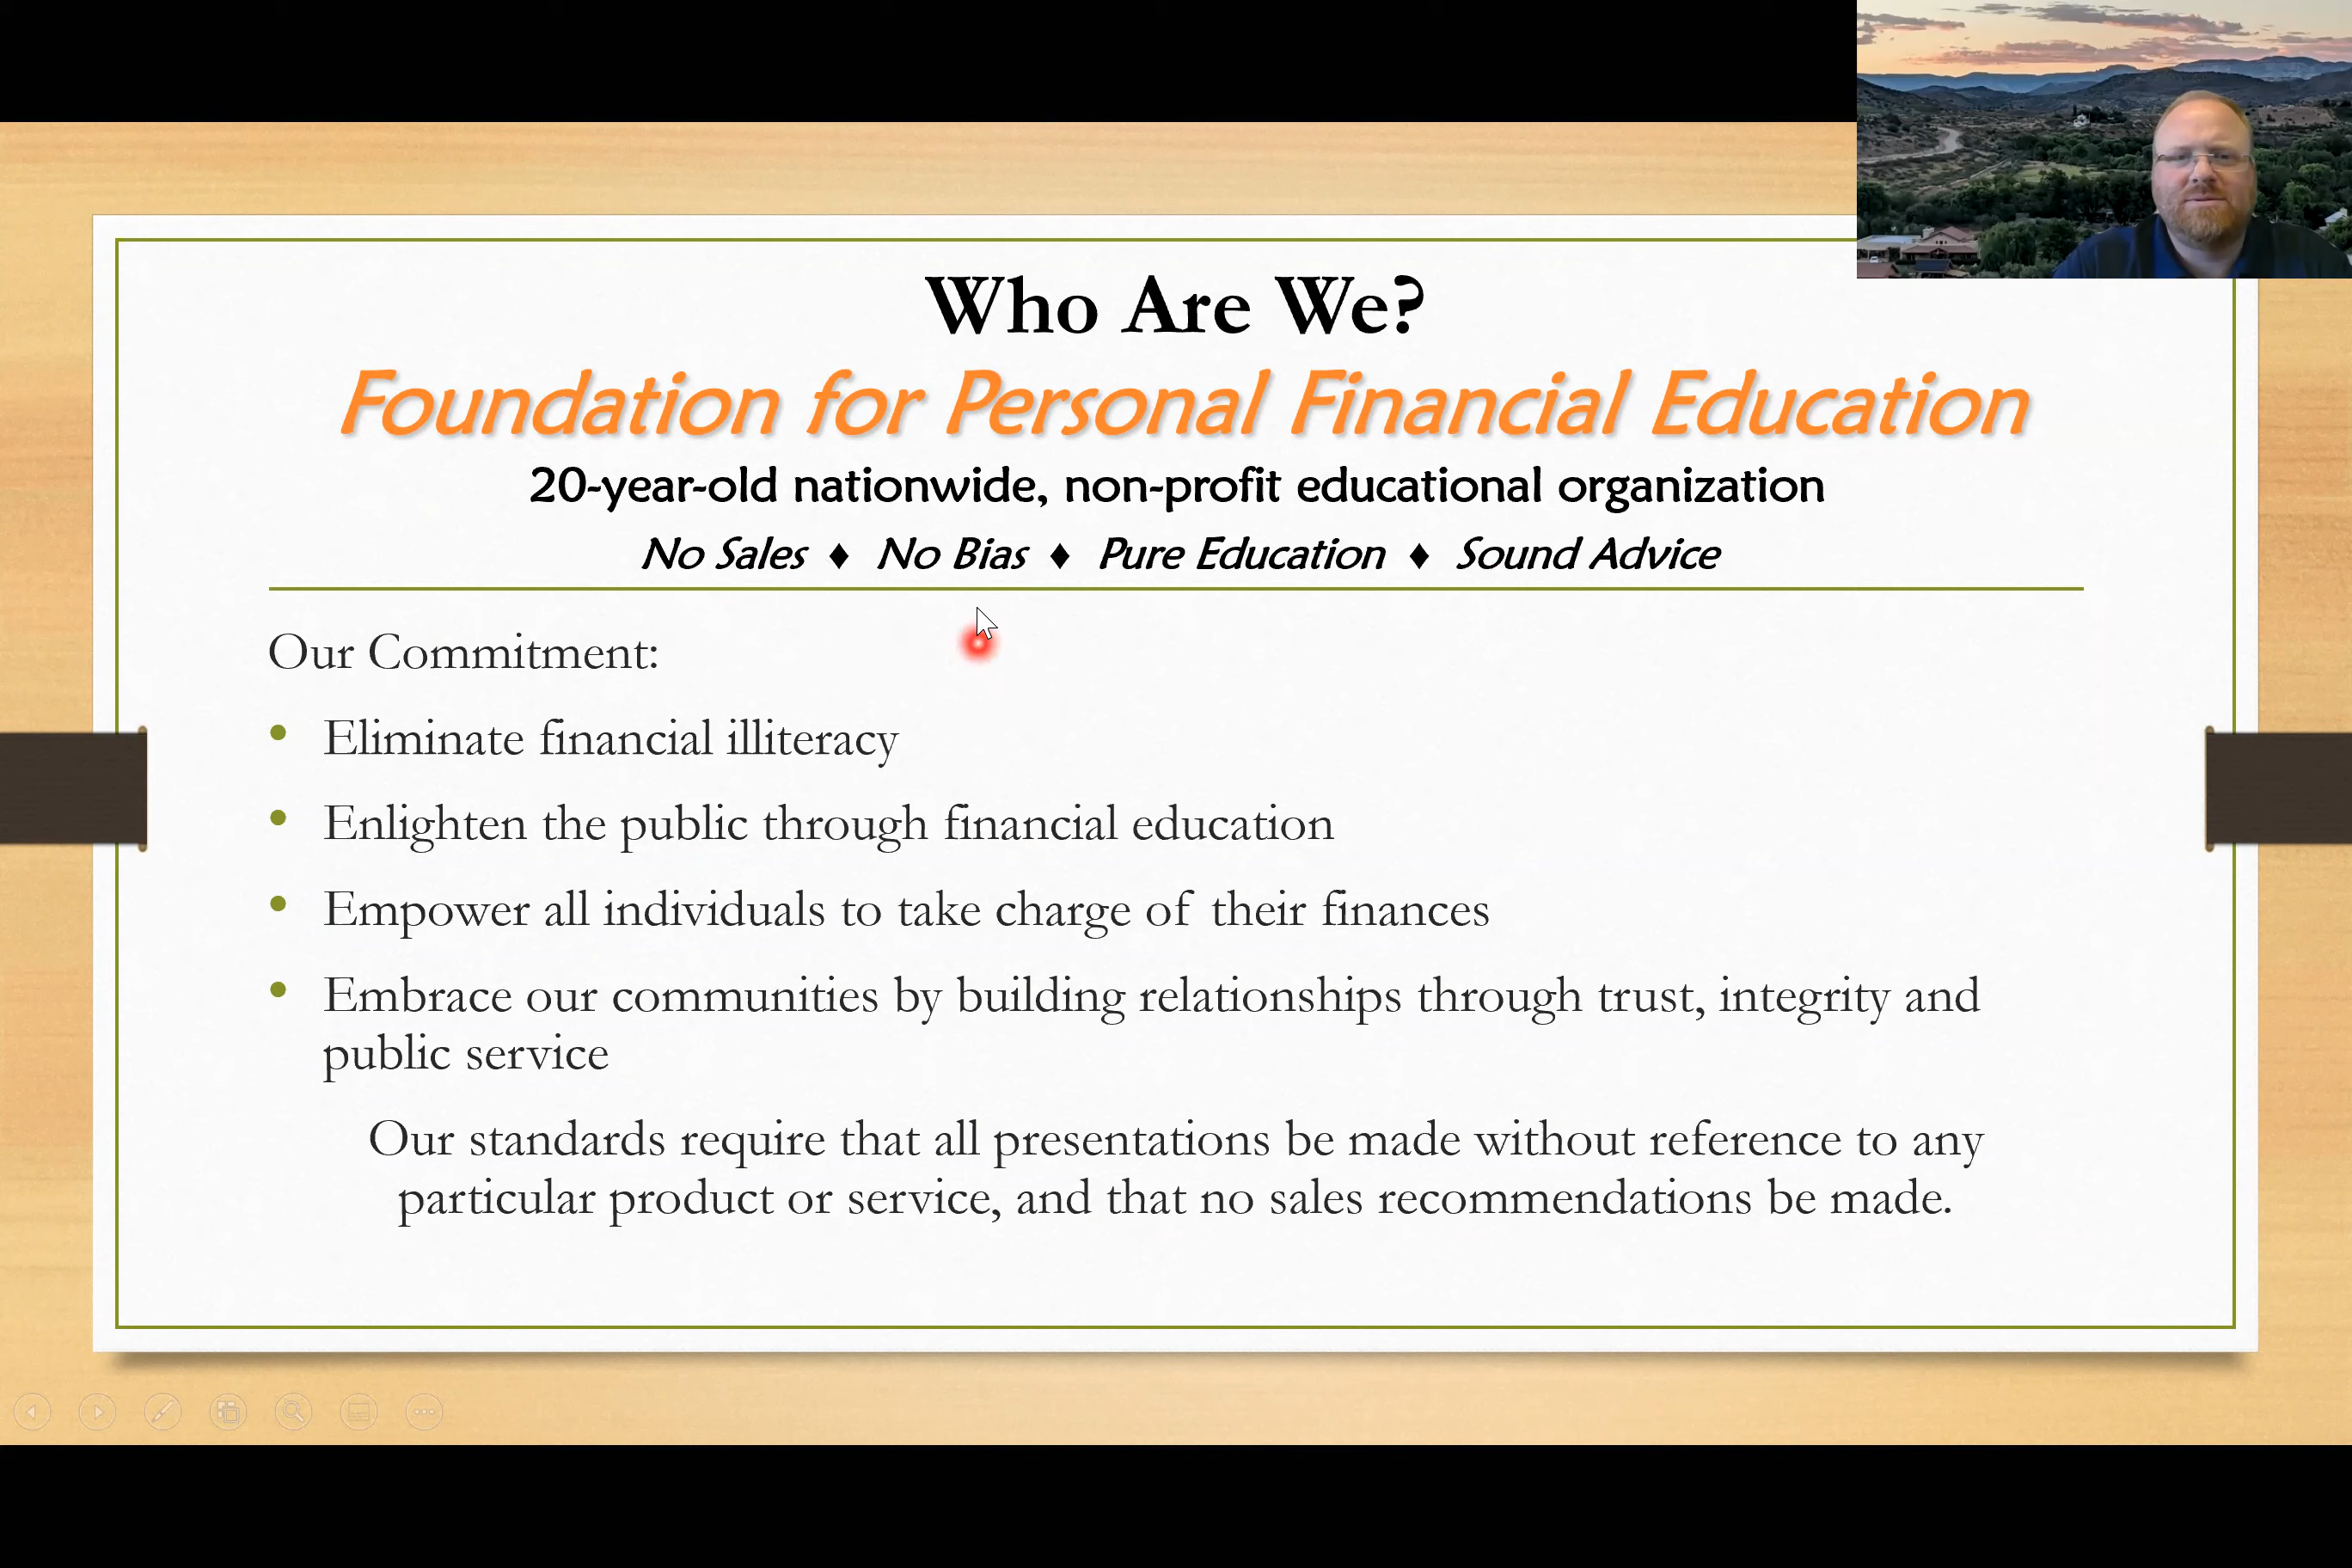 Who Are We?
Foundation for Personal Financial Education
20-year-old nationwide, non-profit educational organization
No Sales ♦ No Bias ♦ Pure Education ♦ Sound Advice
Our Commitment:
• Eliminate financial illiteracy
• Enlighten the public through financial education
• Empower all individuals to take charge of their finances
• Embrace our communities by building relationships through trust, integrity and
public service
Our standards require that all presentations be made without reference to any
particular product or service, and that no sales recommendations be made.